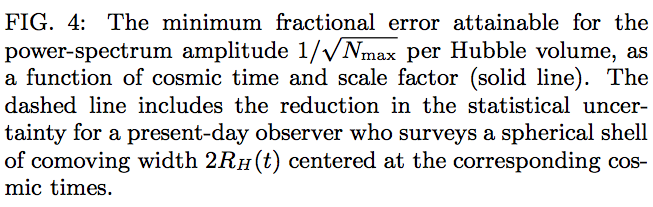 FIG. 4: The minimum fractional error attainable for the
power-spectrum amplitude 1/√Nmax per Hubble volume, as
a function of cosmic time and scale factor (solid line). The
dashed line includes the reduction in the statistical uncer-
tainty for a present-day observer who surveys a spherical shell
of comoving width 2RH(t) centered at the corresponding cos-
mic times.